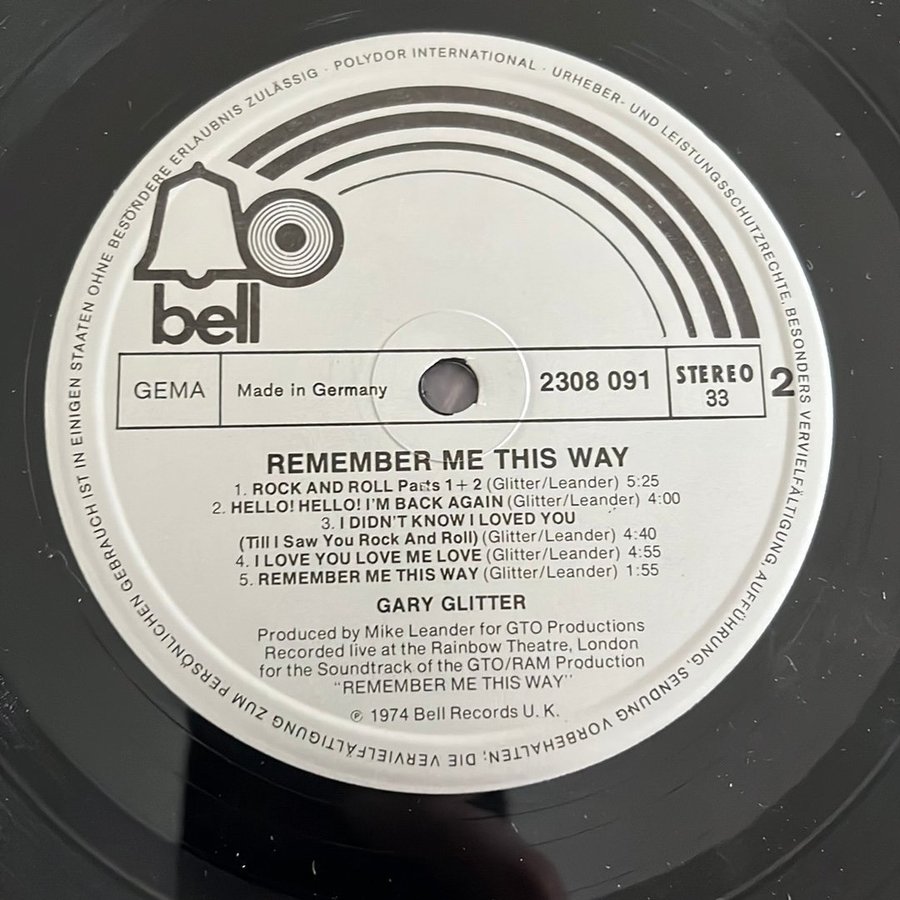 POLYDOR INTERNATIONAL · URHEBER- UND LEISTUNGSSCHUTZRECHTE, BESONDERS VERVIELFÄLTIGUNG, AUFFÜHRUNG, SENDUNG VORBEHALTEN; DIE VERVIELFÄLTIGUNG ZUM PERSÖNLICHEN GEBRAUCH IST IN EINIGEN STAATEN OHNE BESONDERE ERLAUBNIS ZULÄSSIG ·
bell
GEMA Made in Germany 2308 091 STEREO 33 2
REMEMBER ME THIS WAY
1. ROCK AND ROLL Parts 1 + 2 (Glitter/Leander) 5:25
2. HELLO! HELLO! I'M BACK AGAIN (Glitter/Leander) 4:00
3. I DIDN'T KNOW I LOVED YOU
(Till I Saw You Rock And Roll) (Glitter/Leander) 4:40
4. I LOVE YOU LOVE ME LOVE (Glitter/Leander) 4:55
5. REMEMBER ME THIS WAY (Glitter/Leander) 1:55
GARY GLITTER
Produced by Mike Leander for GTO Productions
Recorded live at the Rainbow Theatre, London
for the Soundtrack of the GTO/RAM Production
"REMEMBER ME THIS WAY"
℗ 1974 Bell Records U. K.